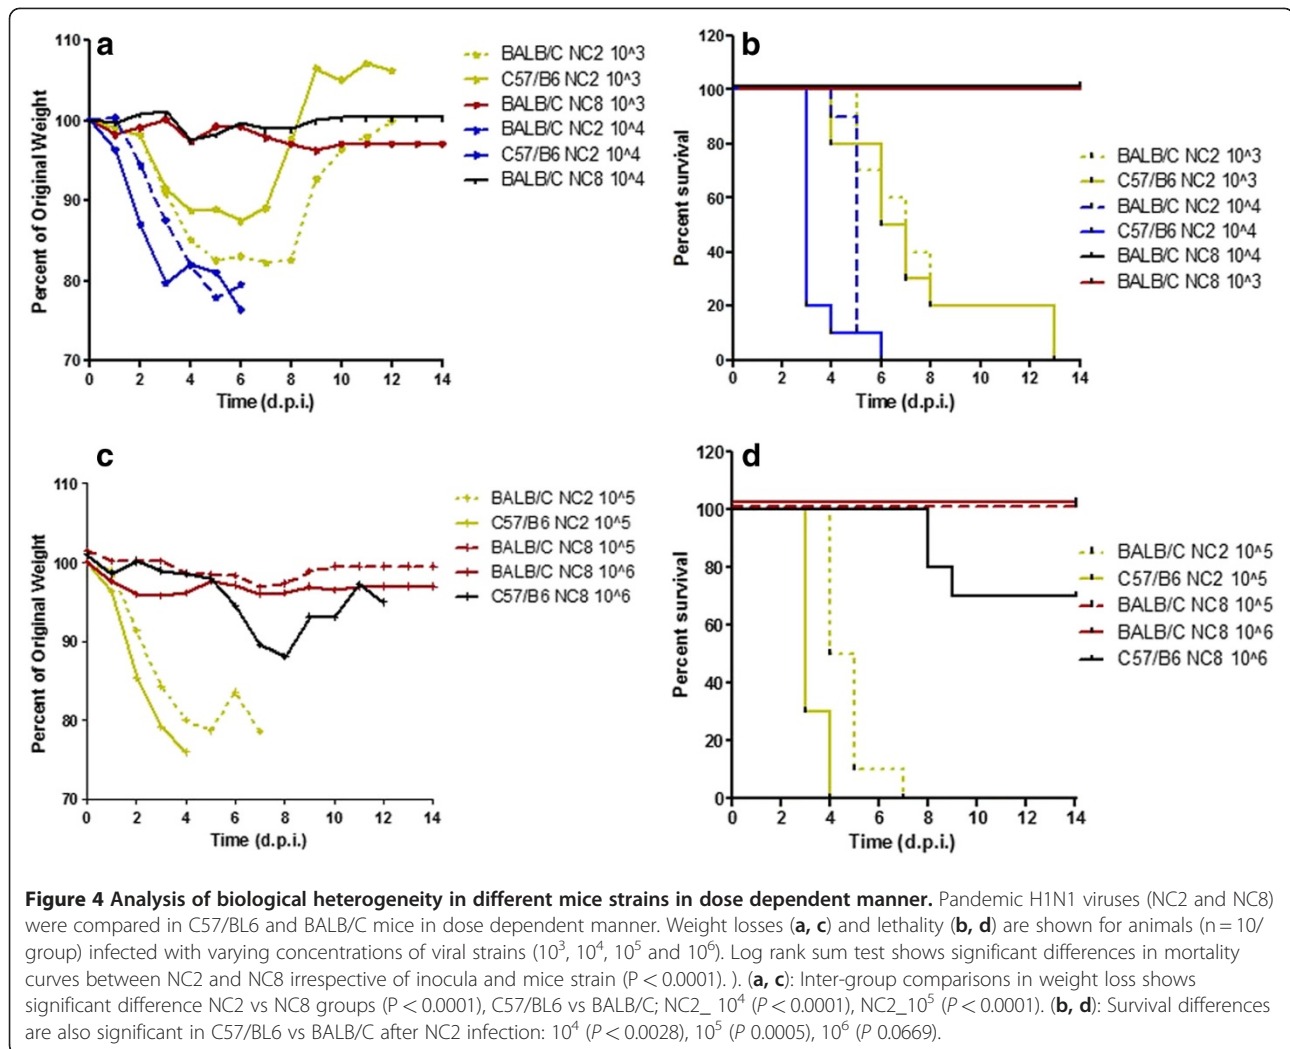 a
110
100
90
80
70
Percent of Original Weight
0 2 4 6 8 10 12 14
Time (d.p.i.)
BALB/C NC2 10^3
C57/B6 NC2 10^3
BALB/C NC8 10^3
BALB/C NC2 10^4
C57/B6 NC2 10^4
BALB/C NC8 10^4
b
120
100
80
60
40
20
0
Percent survival
0 2 4 6 8 10 12 14
Time (d.p.i.)
BALB/C NC2 10^3
C57/B6 NC2 10^3
BALB/C NC2 10^4
C57/B6 NC2 10^4
BALB/C NC8 10^4
BALB/C NC8 10^3
c
110
100
90
80
70
Percent of Original Weight
0 2 4 6 8 10 12 14
Time (d.p.i.)
BALB/C NC2 10^5
C57/B6 NC2 10^5
BALB/C NC8 10^5
BALB/C NC8 10^6
C57/B6 NC8 10^6
d
120
100
80
60
40
20
0
Percent survival
0 2 4 6 8 10 12 14
Time (d.p.i.)
BALB/C NC2 10^5
C57/B6 NC2 10^5
BALB/C NC8 10^5
BALB/C NC8 10^6
C57/B6 NC8 10^6
Figure 4 Analysis of biological heterogeneity in different mice strains in dose dependent manner. Pandemic H1N1 viruses (NC2 and NC8)
were compared in C57/BL6 and BALB/C mice in dose dependent manner. Weight losses (a, c) and lethality (b, d) are shown for animals (n = 10/
group) infected with varying concentrations of viral strains (10³, 10⁴, 10⁵ and 10⁶). Log rank sum test shows significant differences in mortality
curves between NC2 and NC8 irrespective of inocula and mice strain (P < 0.0001). ). (a, c): Inter-group comparisons in weight loss shows
significant difference NC2 vs NC8 groups (P < 0.0001), C57/BL6 vs BALB/C; NC2_ 10⁴ (P < 0.0001), NC2_10⁵ (P < 0.0001). (b, d): Survival differences
are also significant in C57/BL6 vs BALB/C after NC2 infection: 10⁴ (P < 0.0028), 10⁵ (P 0.0005), 10⁶ (P 0.0669).